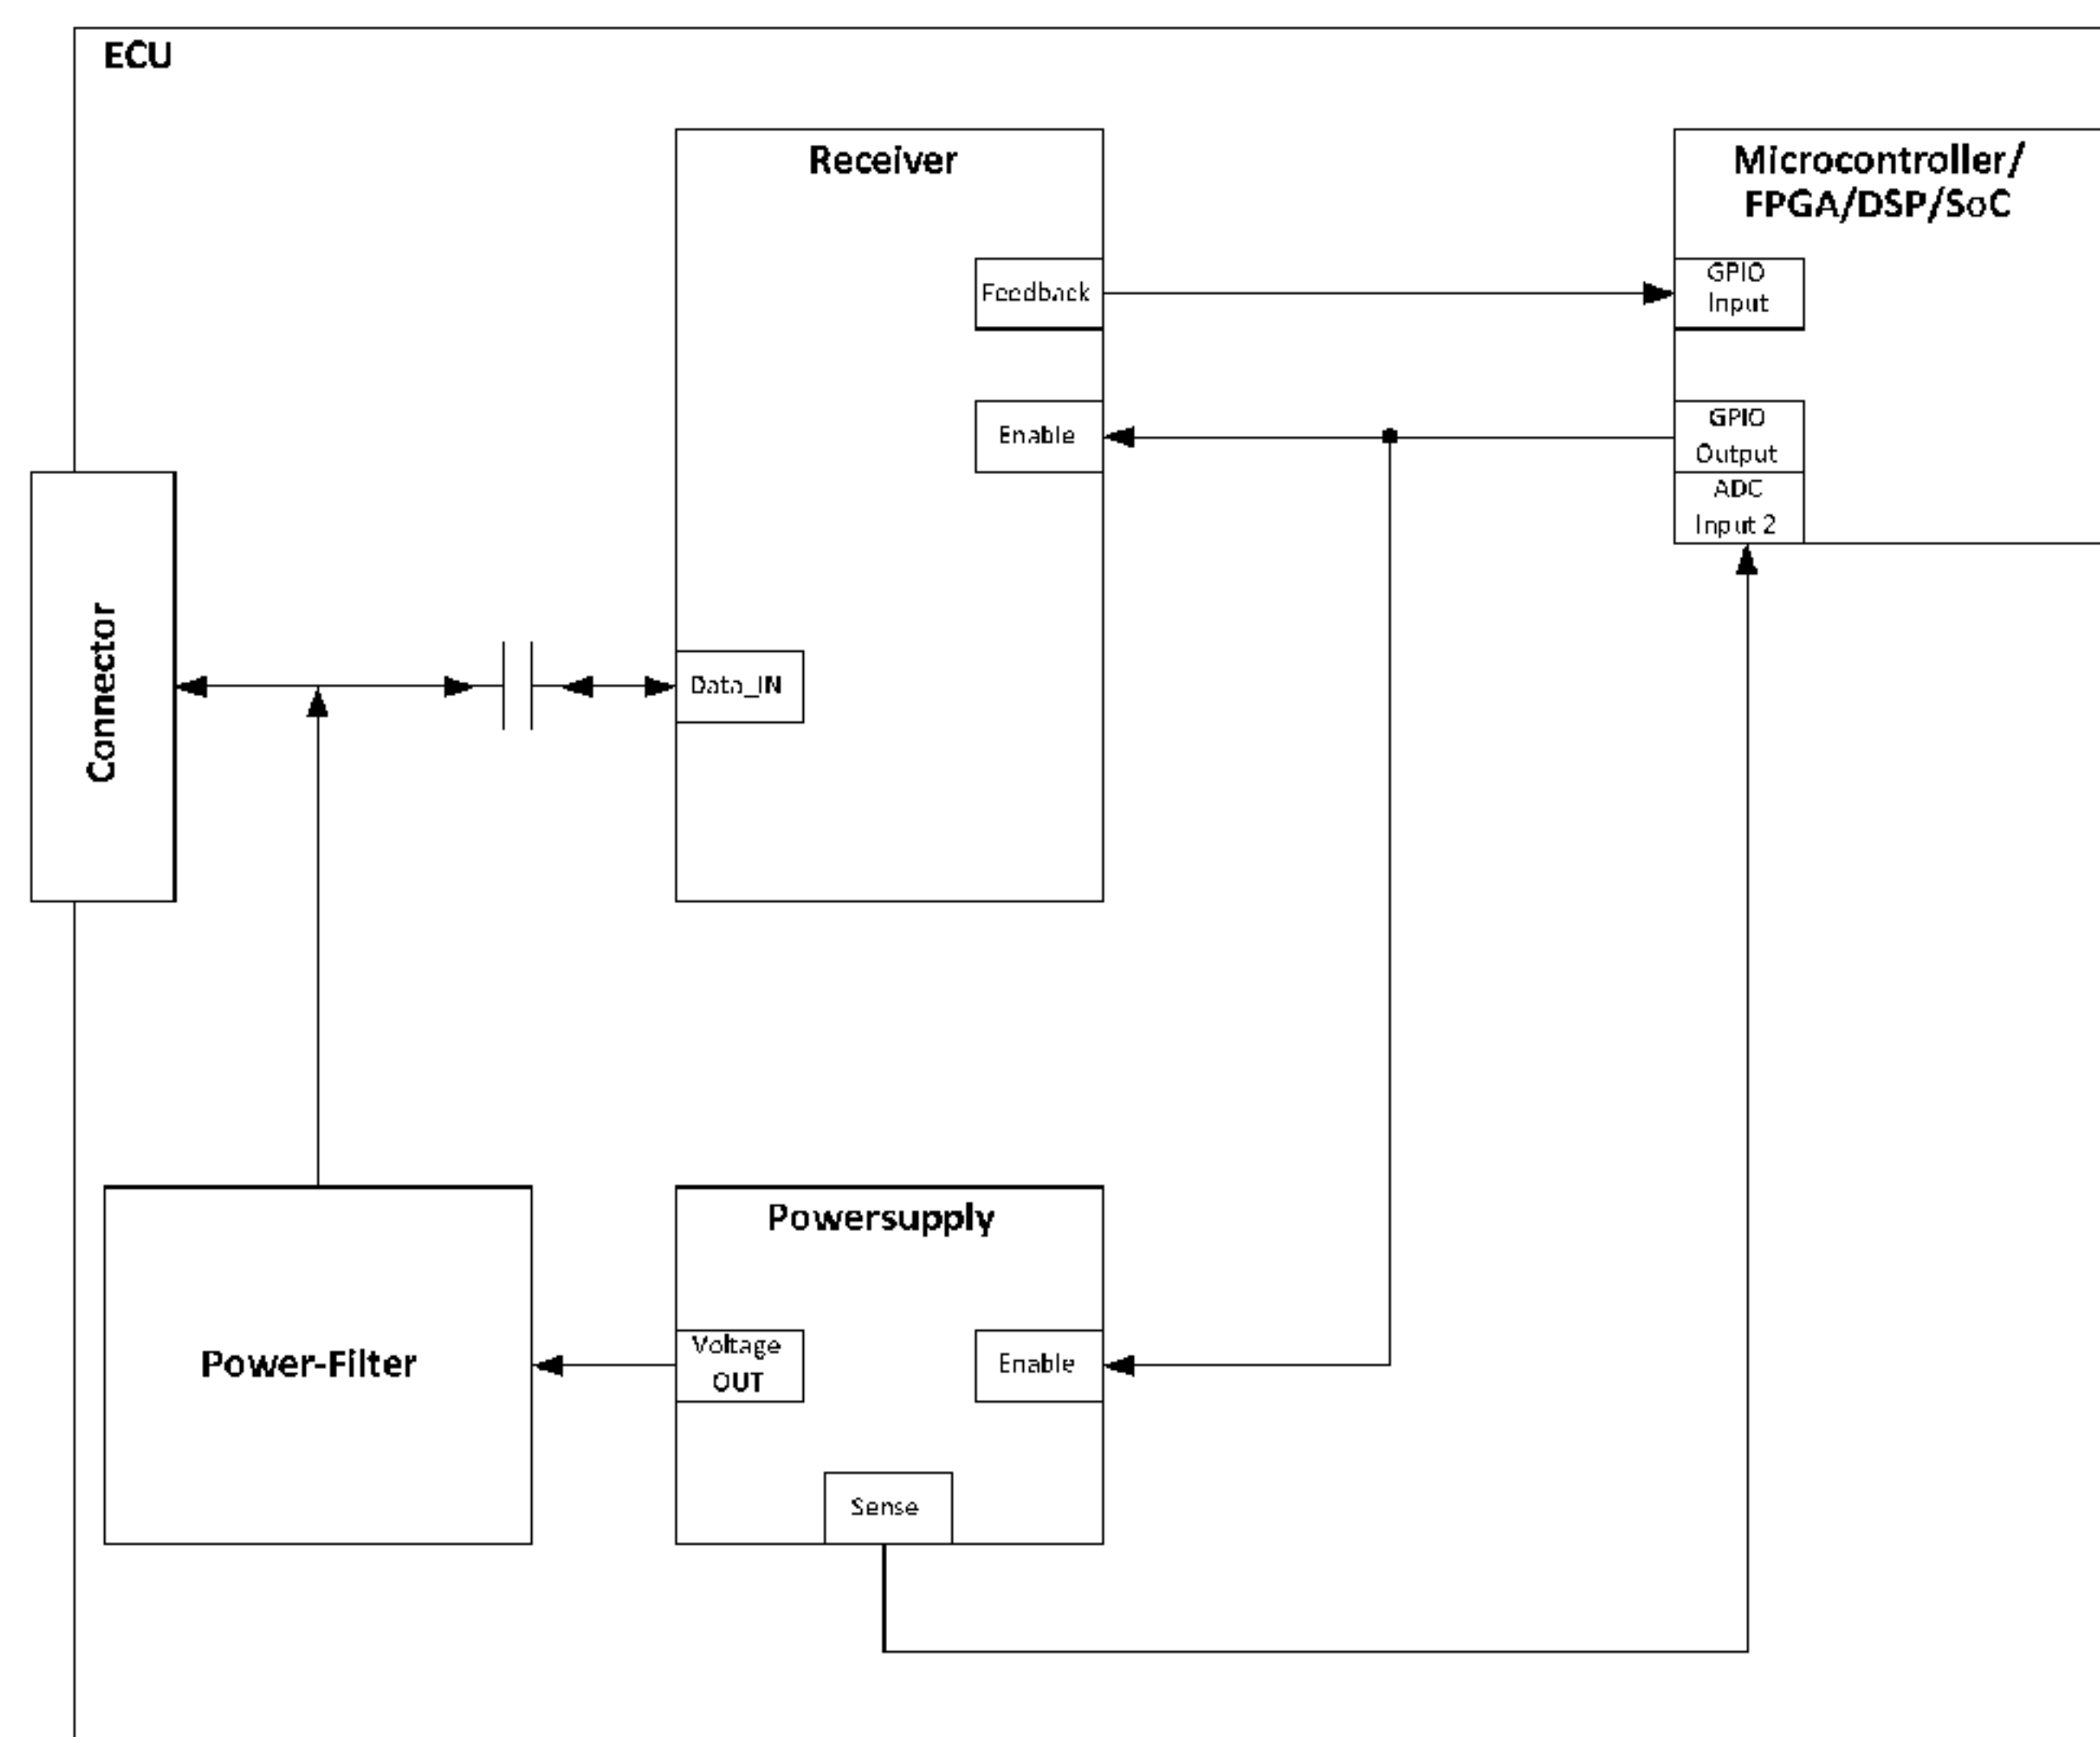 ECU
Receiver
Microcontroller/
FPGA/DSP/SoC
Feedback
GPIO
Input
Enable
GPIO
Output
ADC
Input 2
Connector
Data_IN
Powersupply
Power-Filter
Voltage
OUT
Enable
Sense